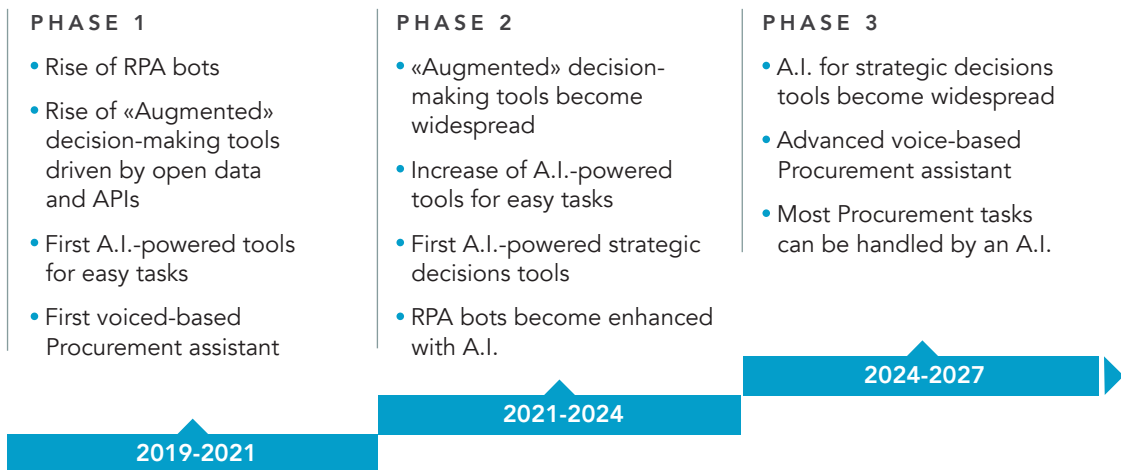 PHASE 1
• Rise of RPA bots
• Rise of «Augmented»
decision-making tools
driven by open data
and APIs
• First A.I.-powered tools
for easy tasks
• First voiced-based
Procurement assistant
2019-2021
PHASE 2
• «Augmented» decision-
making tools become
widespread
• Increase of A.I.-powered
tools for easy tasks
• First A.I.-powered strategic
decisions tools
• RPA bots become enhanced
with A.I.
2021-2024
PHASE 3
• A.I. for strategic decisions
tools become widespread
• Advanced voice-based
Procurement assistant
• Most Procurement tasks
can be handled by an A.I.
2024-2027